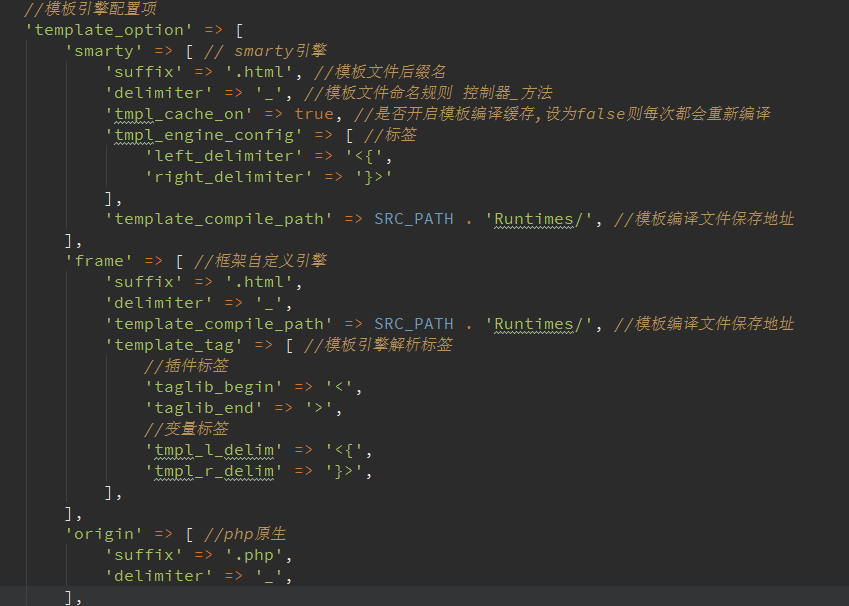 //模板引擎配置项
'template_option' => [
'smarty' => [ // smarty引擎
'suffix' => '.html', //模板文件后缀名
'delimiter' => '_', //模板文件命名规则 控制器_方法
'tmpl_cache_on' => true, //是否开启模板编译缓存,设为false则每次都会重新编译
'tmpl_engine_config' => [ //标签
'left_delimiter' => '<{',
'right_delimiter' => '}>'
],
'template_compile_path' => SRC_PATH . 'Runtimes/', //模板编译文件保存地址
],
'frame' => [ //框架自定义引擎
'suffix' => '.html',
'delimiter' => '_',
'template_compile_path' => SRC_PATH . 'Runtimes/', //模板编译文件保存地址
'template_tag' => [ //模板引擎解析标签
//插件标签
'taglib_begin' => '<',
'taglib_end' => '>',
//变量标签
'tmpl_l_delim' => '<{',
'tmpl_r_delim' => '}>',
],
],
'origin' => [ //php原生
'suffix' => '.php',
'delimiter' => '_',
],